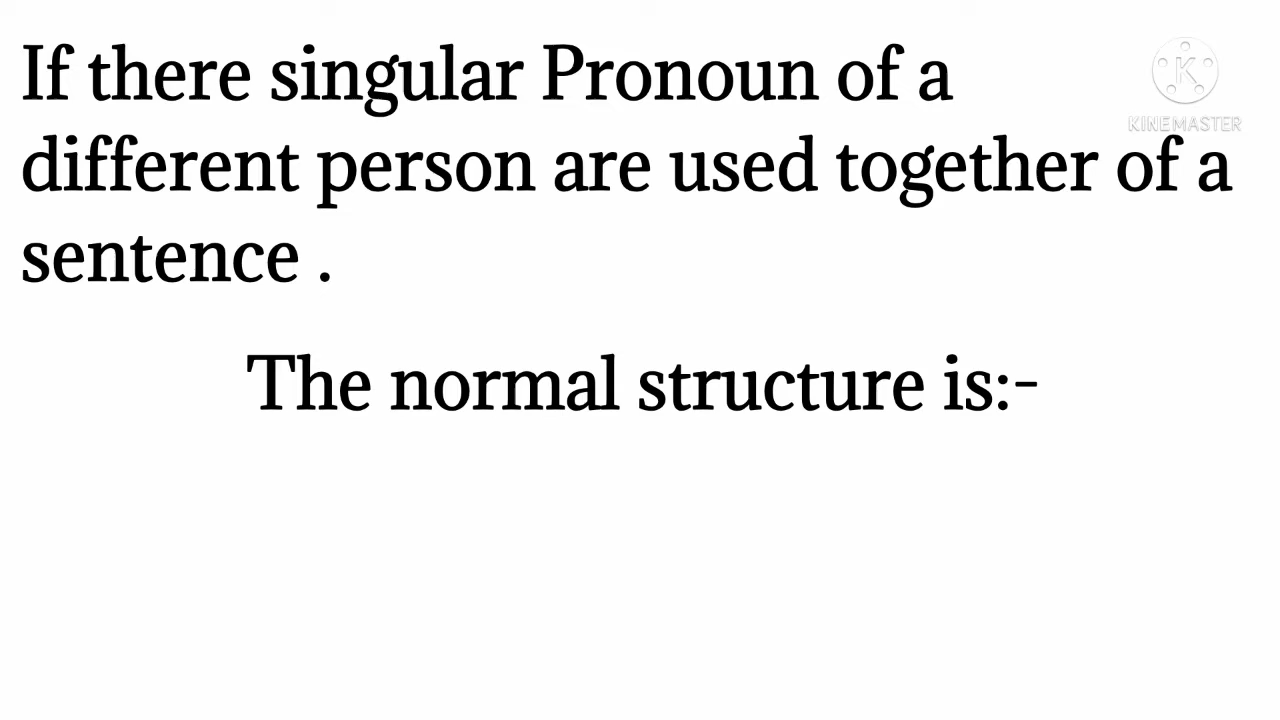 If there singular Pronoun of a
different person are used together of a
sentence .
The normal structure is:-
K
KINEMASTER